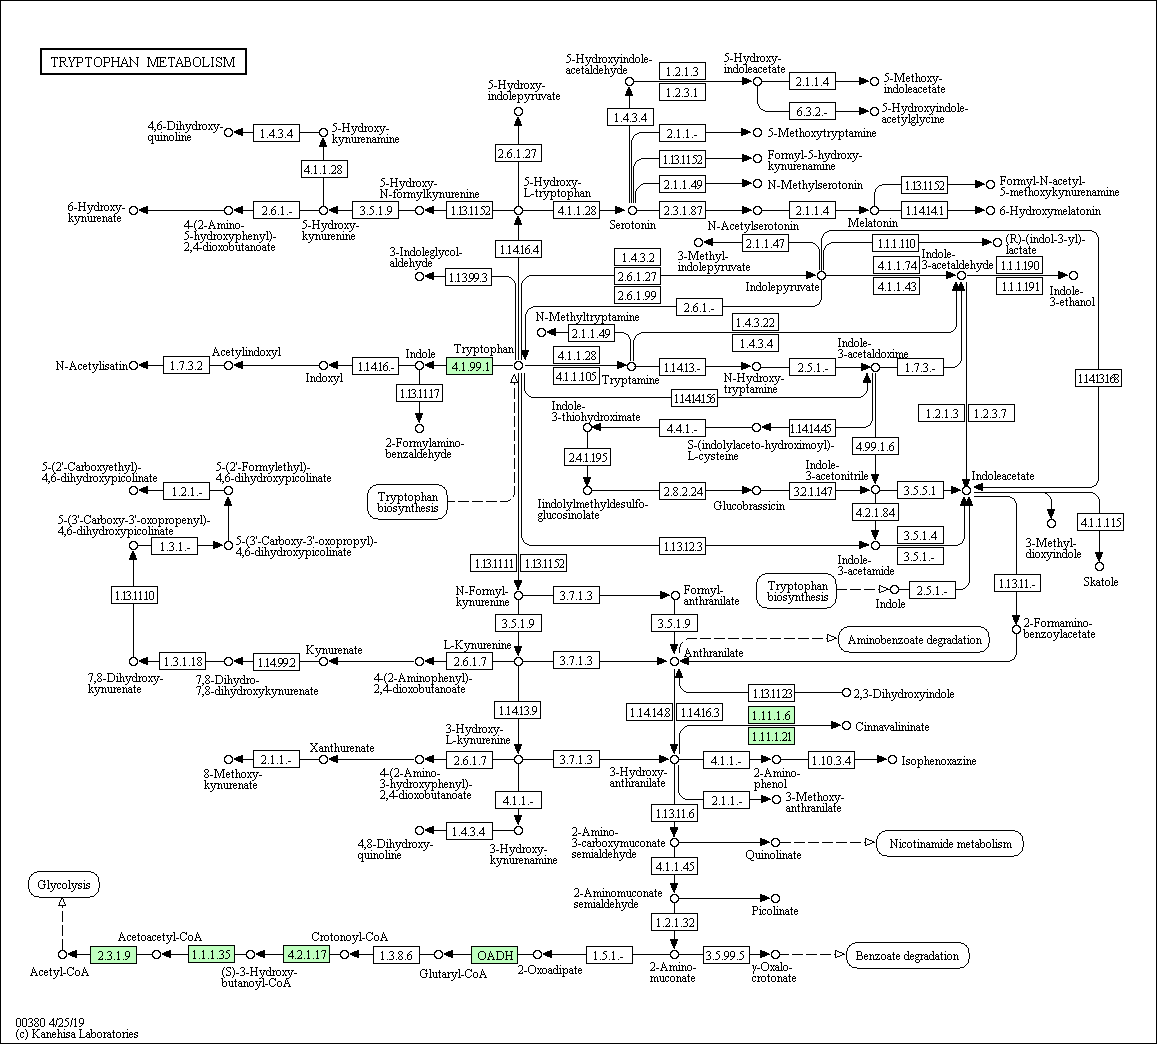 TRYPTOPHAN METABOLISM
5-Hydroxyindole-
acetaldehyde
1.2.1.3
1.2.3.1
5-Hydroxy-
indoleacetate
2.1.1.4
5-Methoxy-
indoleacetate
6.3.2.-
5-Hydroxyindole-
acetylglycine
5-Hydroxy-
indolepyruvate
1.4.3.4
4,6-Dihydroxy-
quinoline
1.4.3.4
5-Hydroxy-
kynurenamine
2.1.1.-
5-Methoxytryptamine
2.6.1.27
1.13.11.52
Formyl-5-hydroxy-
kynurenamine
4.1.1.28
5-Hydroxy-
N-formylkynurenine
5-Hydroxy-
L-tryptophan
2.1.1.49
N-Methylserotonin
1.13.11.52
Formyl-N-acetyl-
5-methoxykynurenamine
6-Hydroxy-
kynurenate
2.6.1.-
3.5.1.9
1.13.11.52
4.1.1.28
2.3.1.87
2.1.1.4
1.14.14.1
6-Hydroxymelatonin
4-(2-Amino-
5-hydroxyphenyl)-
2,4-dioxobutanoate
5-Hydroxy-
kynurenine
Serotonin
N-Acetylserotonin
Melatonin
1.14.16.4
3-Indoleglycol-
aldehyde
1.13.99.3
1.4.3.2
2.6.1.27
2.6.1.99
3-Methyl-
indolepyruvate
2.1.1.47
1.1.1.110
(R)-(indol-3-yl)-
lactate
Indolepyruvate
4.1.1.74
4.1.1.43
Indole-
3-acetaldehyde
1.1.1.190
1.1.1.191
Indole-
3-ethanol
2.6.1.-
N-Methyltryptamine
2.1.1.49
1.4.3.22
1.4.3.4
N-Acetylisatin
1.7.3.2
Acetylindoxyl
Indoxyl
1.14.16.-
Indole
4.1.99.1
Tryptophan
4.1.1.28
4.1.1.105
Tryptamine
1.14.13.-
N-Hydroxy-
tryptamine
2.5.1.-
Indole-
3-acetaldoxime
1.7.3.-
1.14.13.168
1.13.11.17
2-Formylamino-
benzaldehyde
1.14.14.156
Indole-
3-thiohydroximate
4.4.1.-
1.14.14.45
S-(indolylaceto-hydroximoyl)-
L-cysteine
1.2.1.3
1.2.3.7
2.4.1.195
4.99.1.6
5-(2'-Carboxyethyl)-
4,6-dihydroxypicolinate
5-(2'-Formylethyl)-
4,6-dihydroxypicolinate
1.2.1.-
Tryptophan
biosynthesis
Iindolylmethyldesulfo-
glucosinolate
2.8.2.24
Glucobrassicin
3.2.1.147
Indole-
3-acetonitrile
3.5.5.1
Indoleacetate
4.2.1.84
5-(3'-Carboxy-3'-oxopropenyl)-
4,6-dihydroxypicolinate
1.3.1.-
5-(3'-Carboxy-3'-oxopropyl)-
4,6-dihydroxypicolinate
1.13.12.3
Indole-
3-acetamide
3.5.1.4
3.5.1.-
3-Methyl-
dioxyindole
4.1.1.115
Skatole
1.13.11.11
1.13.11.52
1.13.11.10
N-Formyl-
kynurenine
3.7.1.3
Formyl-
anthranilate
Tryptophan
biosynthesis
Indole
2.5.1.-
1.13.11.-
3.5.1.9
3.5.1.9
2-Formamino-
benzoylacetate
Aminobenzoate degradation
7,8-Dihydroxy-
kynurenate
1.3.1.18
7,8-Dihydro-
7,8-dihydroxykynurenate
1.14.99.2
Kynurenate
4-(2-Aminophenyl)-
2,4-dioxobutanoate
2.6.1.7
L-Kynurenine
3.7.1.3
Anthranilate
1.13.11.23
2,3-Dihydroxyindole
1.14.13.9
1.14.14.8
1.14.16.3
1.11.1.6
1.11.1.21
Cinnavalininate
8-Methoxy-
kynurenate
2.1.1.-
Xanthurenate
4-(2-Amino-
3-hydroxyphenyl)-
2,4-dioxobutanoate
2.6.1.7
3-Hydroxy-
L-kynurenine
3.7.1.3
3-Hydroxy-
anthranilate
4.1.1.-
2-Amino-
phenol
1.10.3.4
Isophenoxazine
4.1.1.-
2.1.1.-
3-Methoxy-
anthranilate
1.13.11.6
4,8-Dihydroxy-
quinoline
1.4.3.4
3-Hydroxy-
kynurenamine
2-Amino-
3-carboxymuconate
semialdehyde
Quinolinate
Nicotinamide metabolism
4.1.1.45
Glycolysis
2-Aminomuconate
semialdehyde
Picolinate
1.2.1.32
Acetyl-CoA
2.3.1.9
Acetoacetyl-CoA
1.1.1.35
(S)-3-Hydroxy-
butanoyl-CoA
4.2.1.17
Crotonoyl-CoA
1.3.8.6
Glutaryl-CoA
OADH
2-Oxoadipate
1.5.1.-
2-Amino-
muconate
3.5.99.5
γ-Oxalo-
crotonate
Benzoate degradation
00380 4/25/19
(c) Kanehisa Laboratories